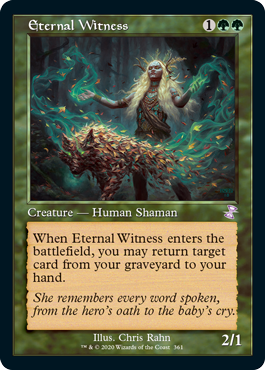 Eternal Witness 1
Creature — Human Shaman
When Eternal Witness enters the
battlefield, you may return target
card from your graveyard to your
hand.
She remembers every word spoken,
from the hero's oath to the baby's cry.
Illus. Chris Rahn
™ & © 2020 Wizards of the Coast 361
2/1